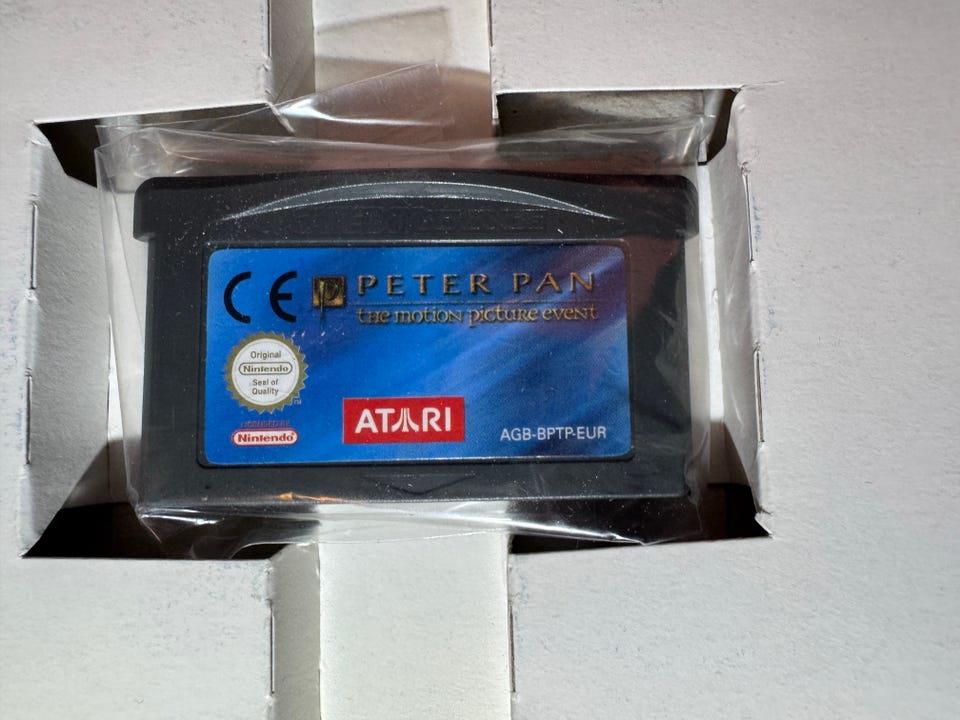 CE
PETER PAN
the motion picture event
Original
Nintendo
Seal of
Quality
TM
LICENSED BY
Nintendo
ATARI
AGB-BPTP-EUR